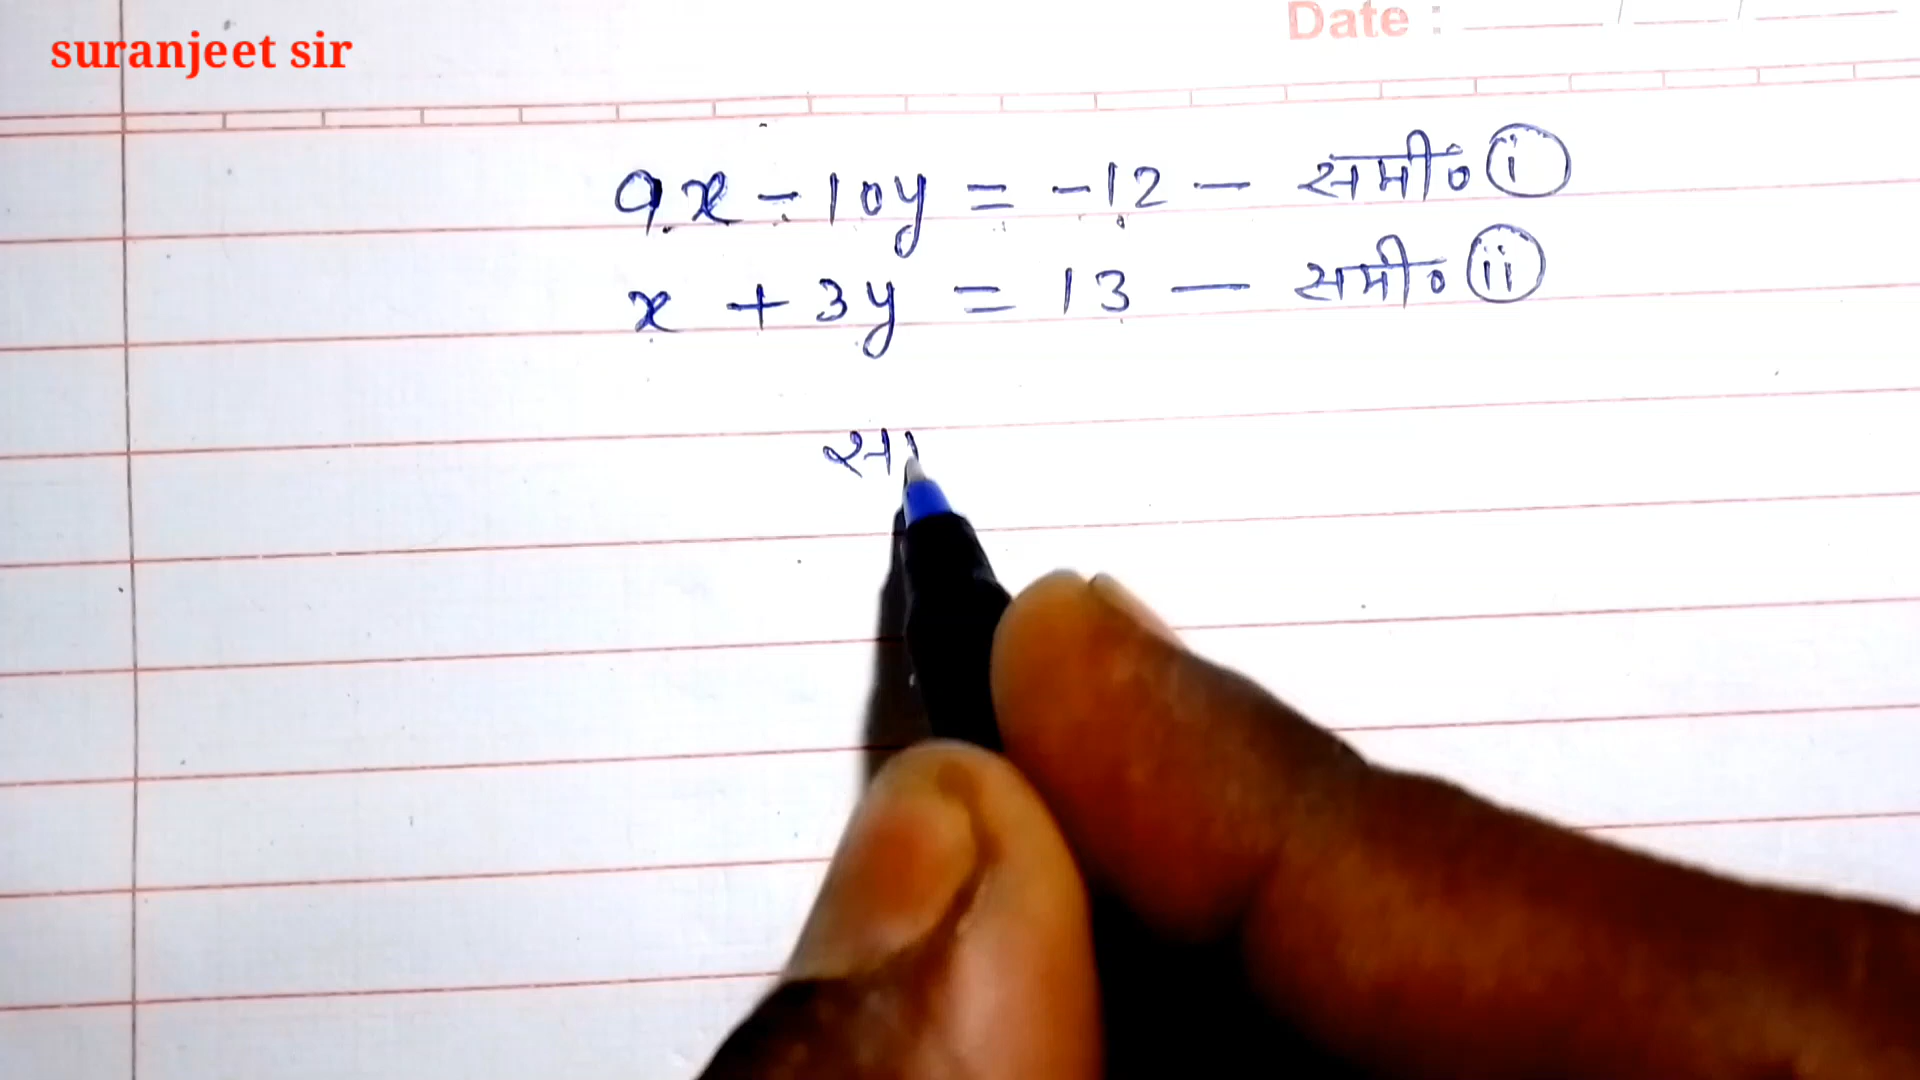 suranjeet sir
Date :
9x - 10y = -12 — समी० (i)
x + 3y = 13 — समी० (ii)